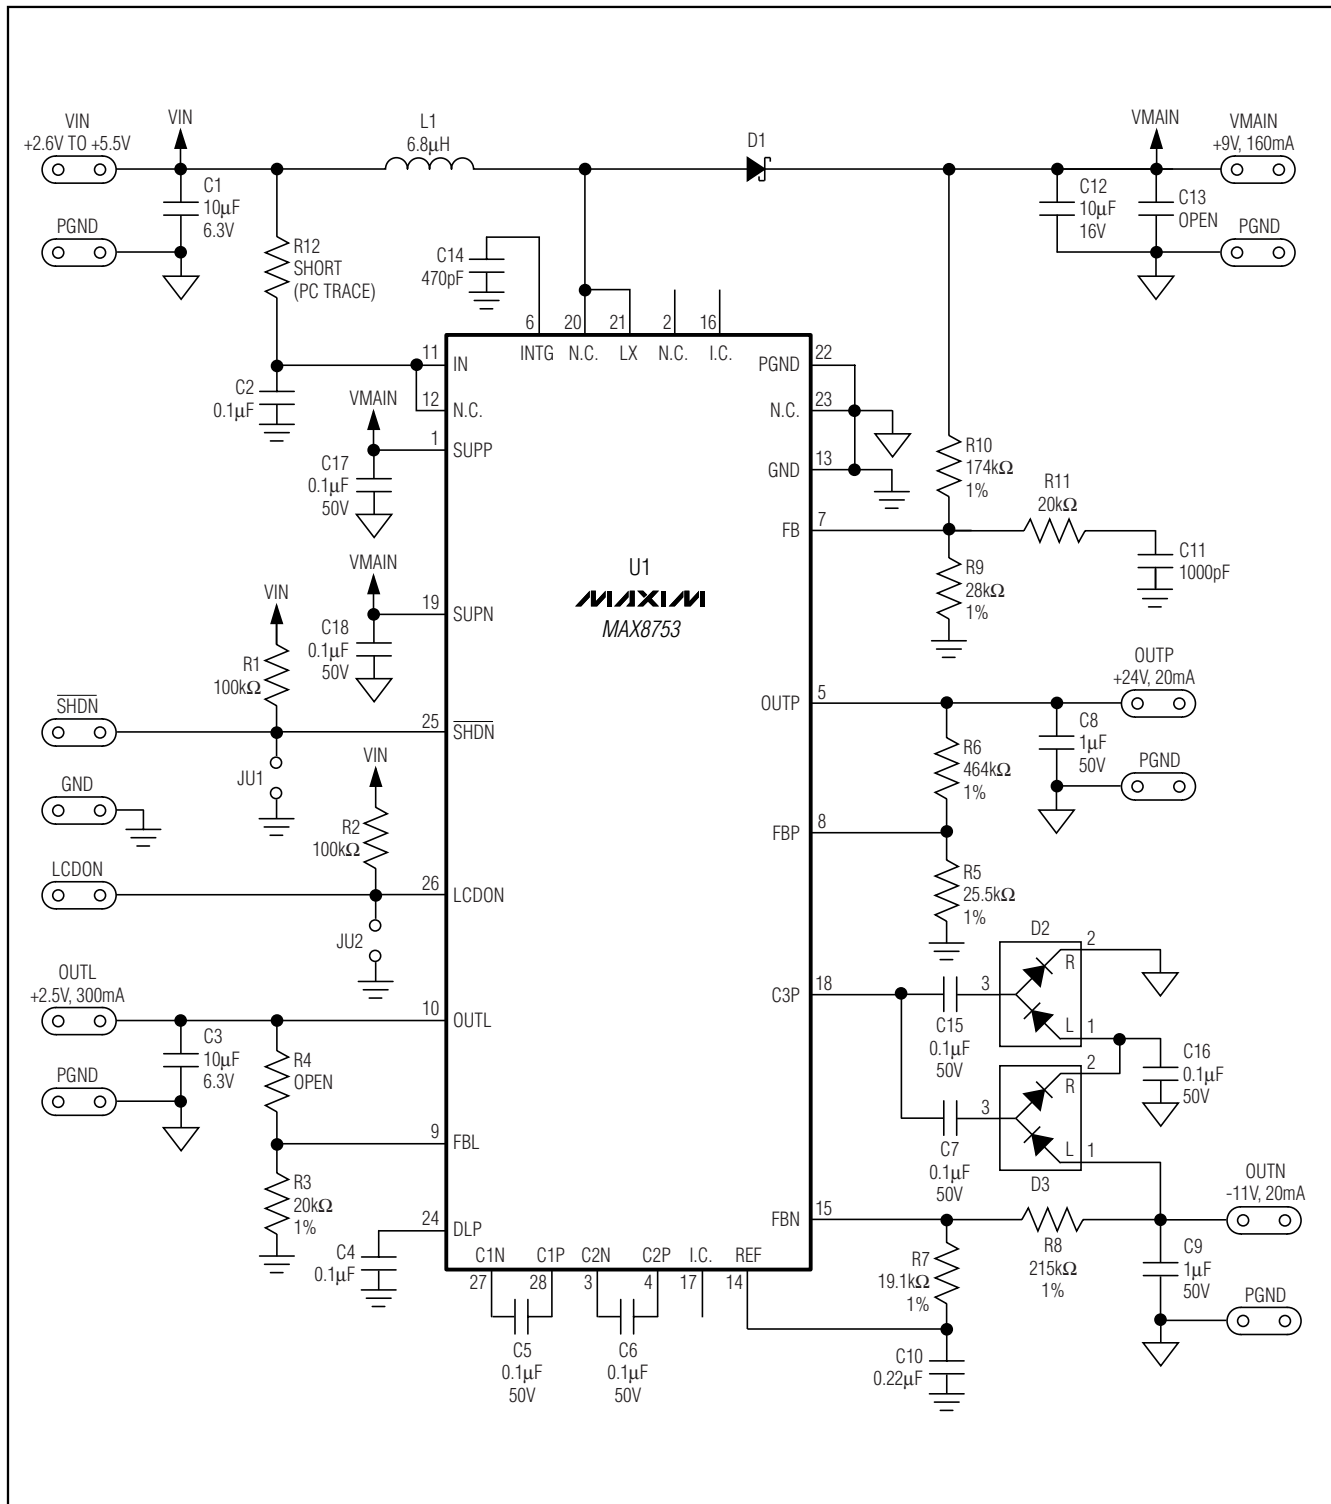 VIN
+2.6V TO +5.5V
VIN
L1
6.8µH
D1
VMAIN
VMAIN
+9V, 160mA
C1
10µF
6.3V
C12
10µF
16V
C13
OPEN
PGND
R12
SHORT
(PC TRACE)
C14
470pF
PGND
6
20
21
2
16
INTG
N.C.
LX
N.C.
I.C.
11
IN
12
N.C.
C2
0.1µF
VMAIN
1
SUPP
C17
0.1µF
50V
PGND
22
N.C.
23
GND
13
R10
174kΩ
1%
R11
20kΩ
FB
7
C11
1000pF
R9
28kΩ
1%
U1
MAXIM
MAX8753
VMAIN
19
SUPN
C18
0.1µF
50V
VIN
R1
100kΩ
SHDN
25
SHDN
JU1
GND
VIN
R2
100kΩ
LCDON
26
LCDON
JU2
OUTP
5
OUTP
+24V, 20mA
C8
1µF
50V
R6
464kΩ
1%
PGND
FBP
8
R5
25.5kΩ
1%
D2
2
R
3
L
1
C3P
18
C15
0.1µF
50V
C16
0.1µF
50V
2
R
3
L
1
D3
C7
0.1µF
50V
OUTL
+2.5V, 300mA
10
OUTL
C3
10µF
6.3V
R4
OPEN
PGND
9
FBL
R3
20kΩ
1%
24
DLP
C4
0.1µF
FBN
15
R8
215kΩ
1%
OUTN
-11V, 20mA
C9
1µF
50V
PGND
R7
19.1kΩ
1%
C10
0.22µF
C1N
C1P
C2N
C2P
I.C.
REF
27
28
3
4
17
14
C5
0.1µF
50V
C6
0.1µF
50V